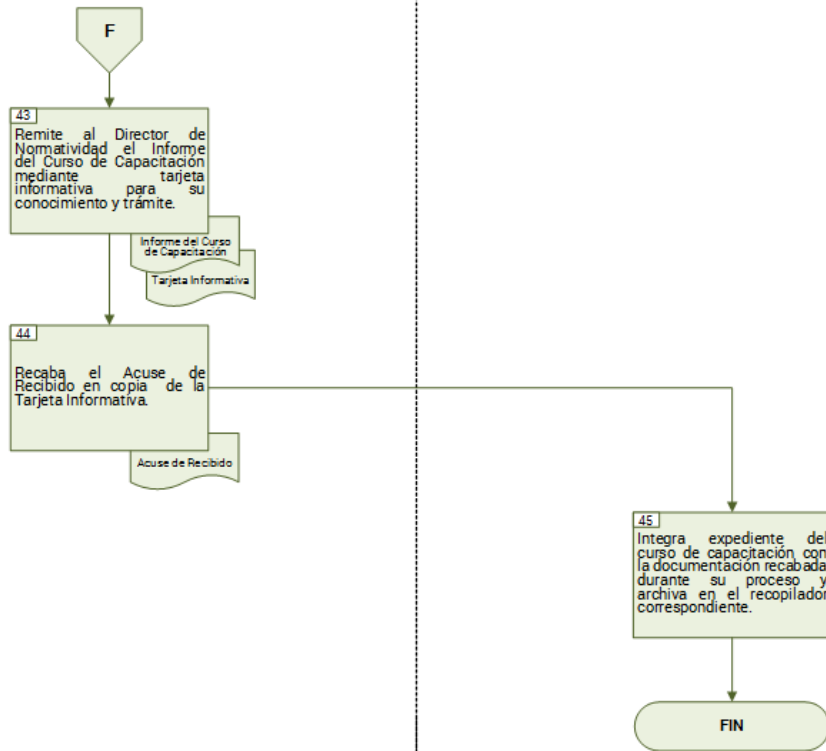 F
43
Remite al Director de
Normatividad el Informe
del Curso de Capacitación
mediante tarjeta
informativa para su
conocimiento y trámite.
Informe del Curso
de Capacitación
Tarjeta Informativa
44
Recaba el Acuse de
Recibido en copia de la
Tarjeta Informativa.
Acuse de Recibido
45
Integra expediente del
curso de capacitación con
la documentación recabada
durante su proceso y
archiva en el recopilador
correspondiente.
FIN